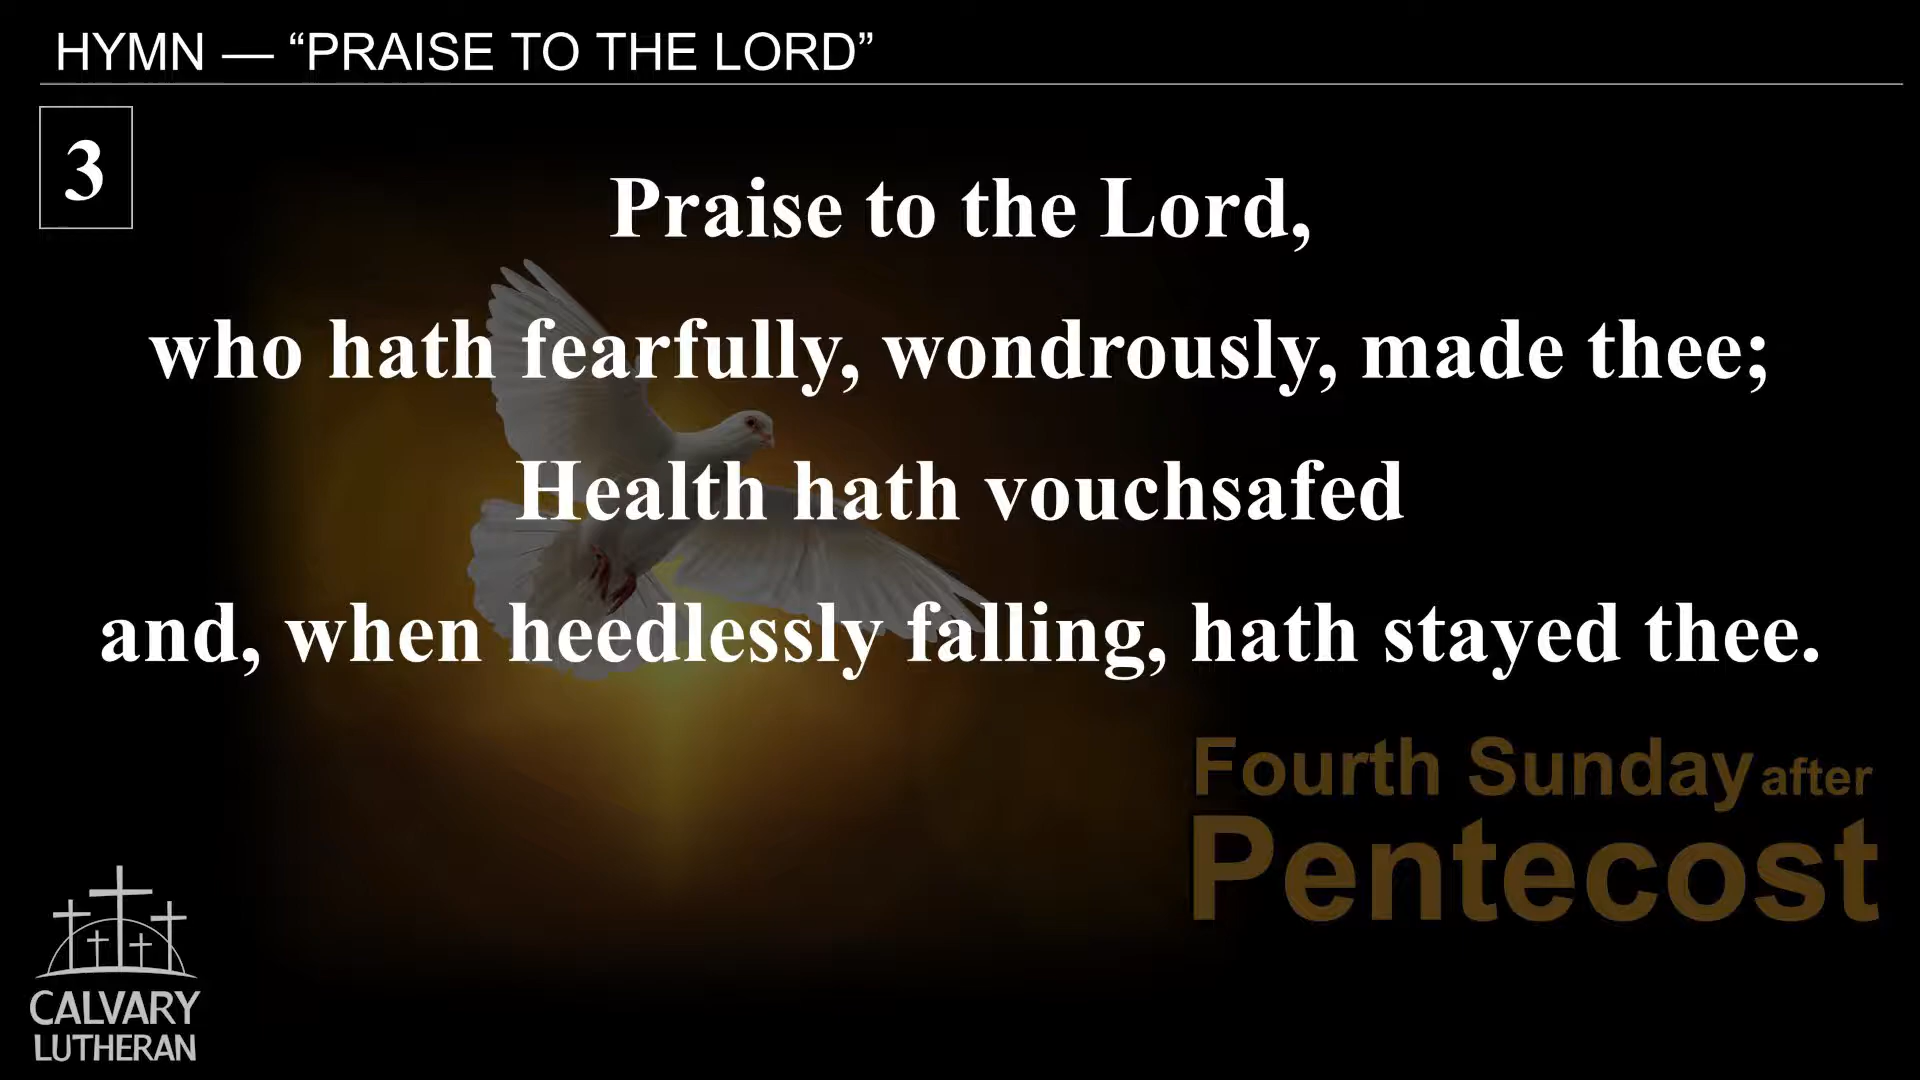 HYMN — “PRAISE TO THE LORD”
3
Praise to the Lord,
who hath fearfully, wondrously, made thee;
Health hath vouchsafed
and, when heedlessly falling, hath stayed thee.
Fourth Sunday after
Pentecost
CALVARY
LUTHERAN